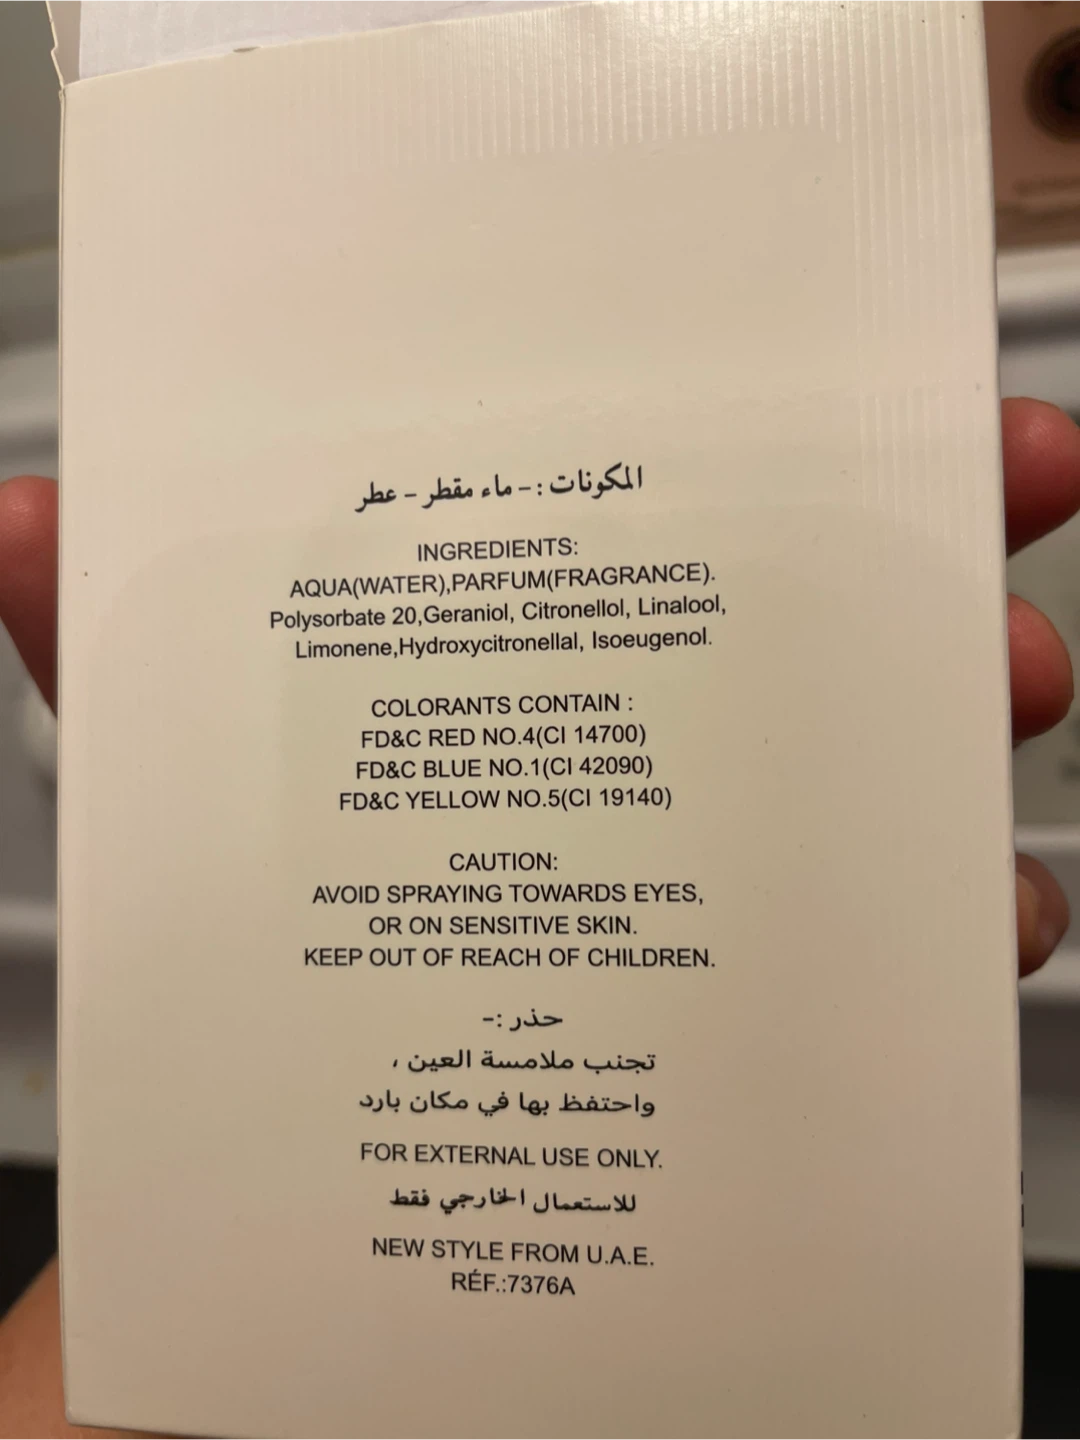 المكونات :- ماء مقطر - عطر
INGREDIENTS:
AQUA(WATER),PARFUM(FRAGRANCE).
Polysorbate 20,Geraniol, Citronellol, Linalool,
Limonene,Hydroxycitronellal, Isoeugenol.
COLORANTS CONTAIN :
FD&C RED NO.4(CI 14700)
FD&C BLUE NO.1(CI 42090)
FD&C YELLOW NO.5(CI 19140)
CAUTION:
AVOID SPRAYING TOWARDS EYES,
OR ON SENSITIVE SKIN.
KEEP OUT OF REACH OF CHILDREN.
حذر :-
تجنب ملامسة العين ،
واحتفظ بها في مكان بارد
FOR EXTERNAL USE ONLY.
للاستعمال الخارجي فقط
NEW STYLE FROM U.A.E.
RÉF.:7376A